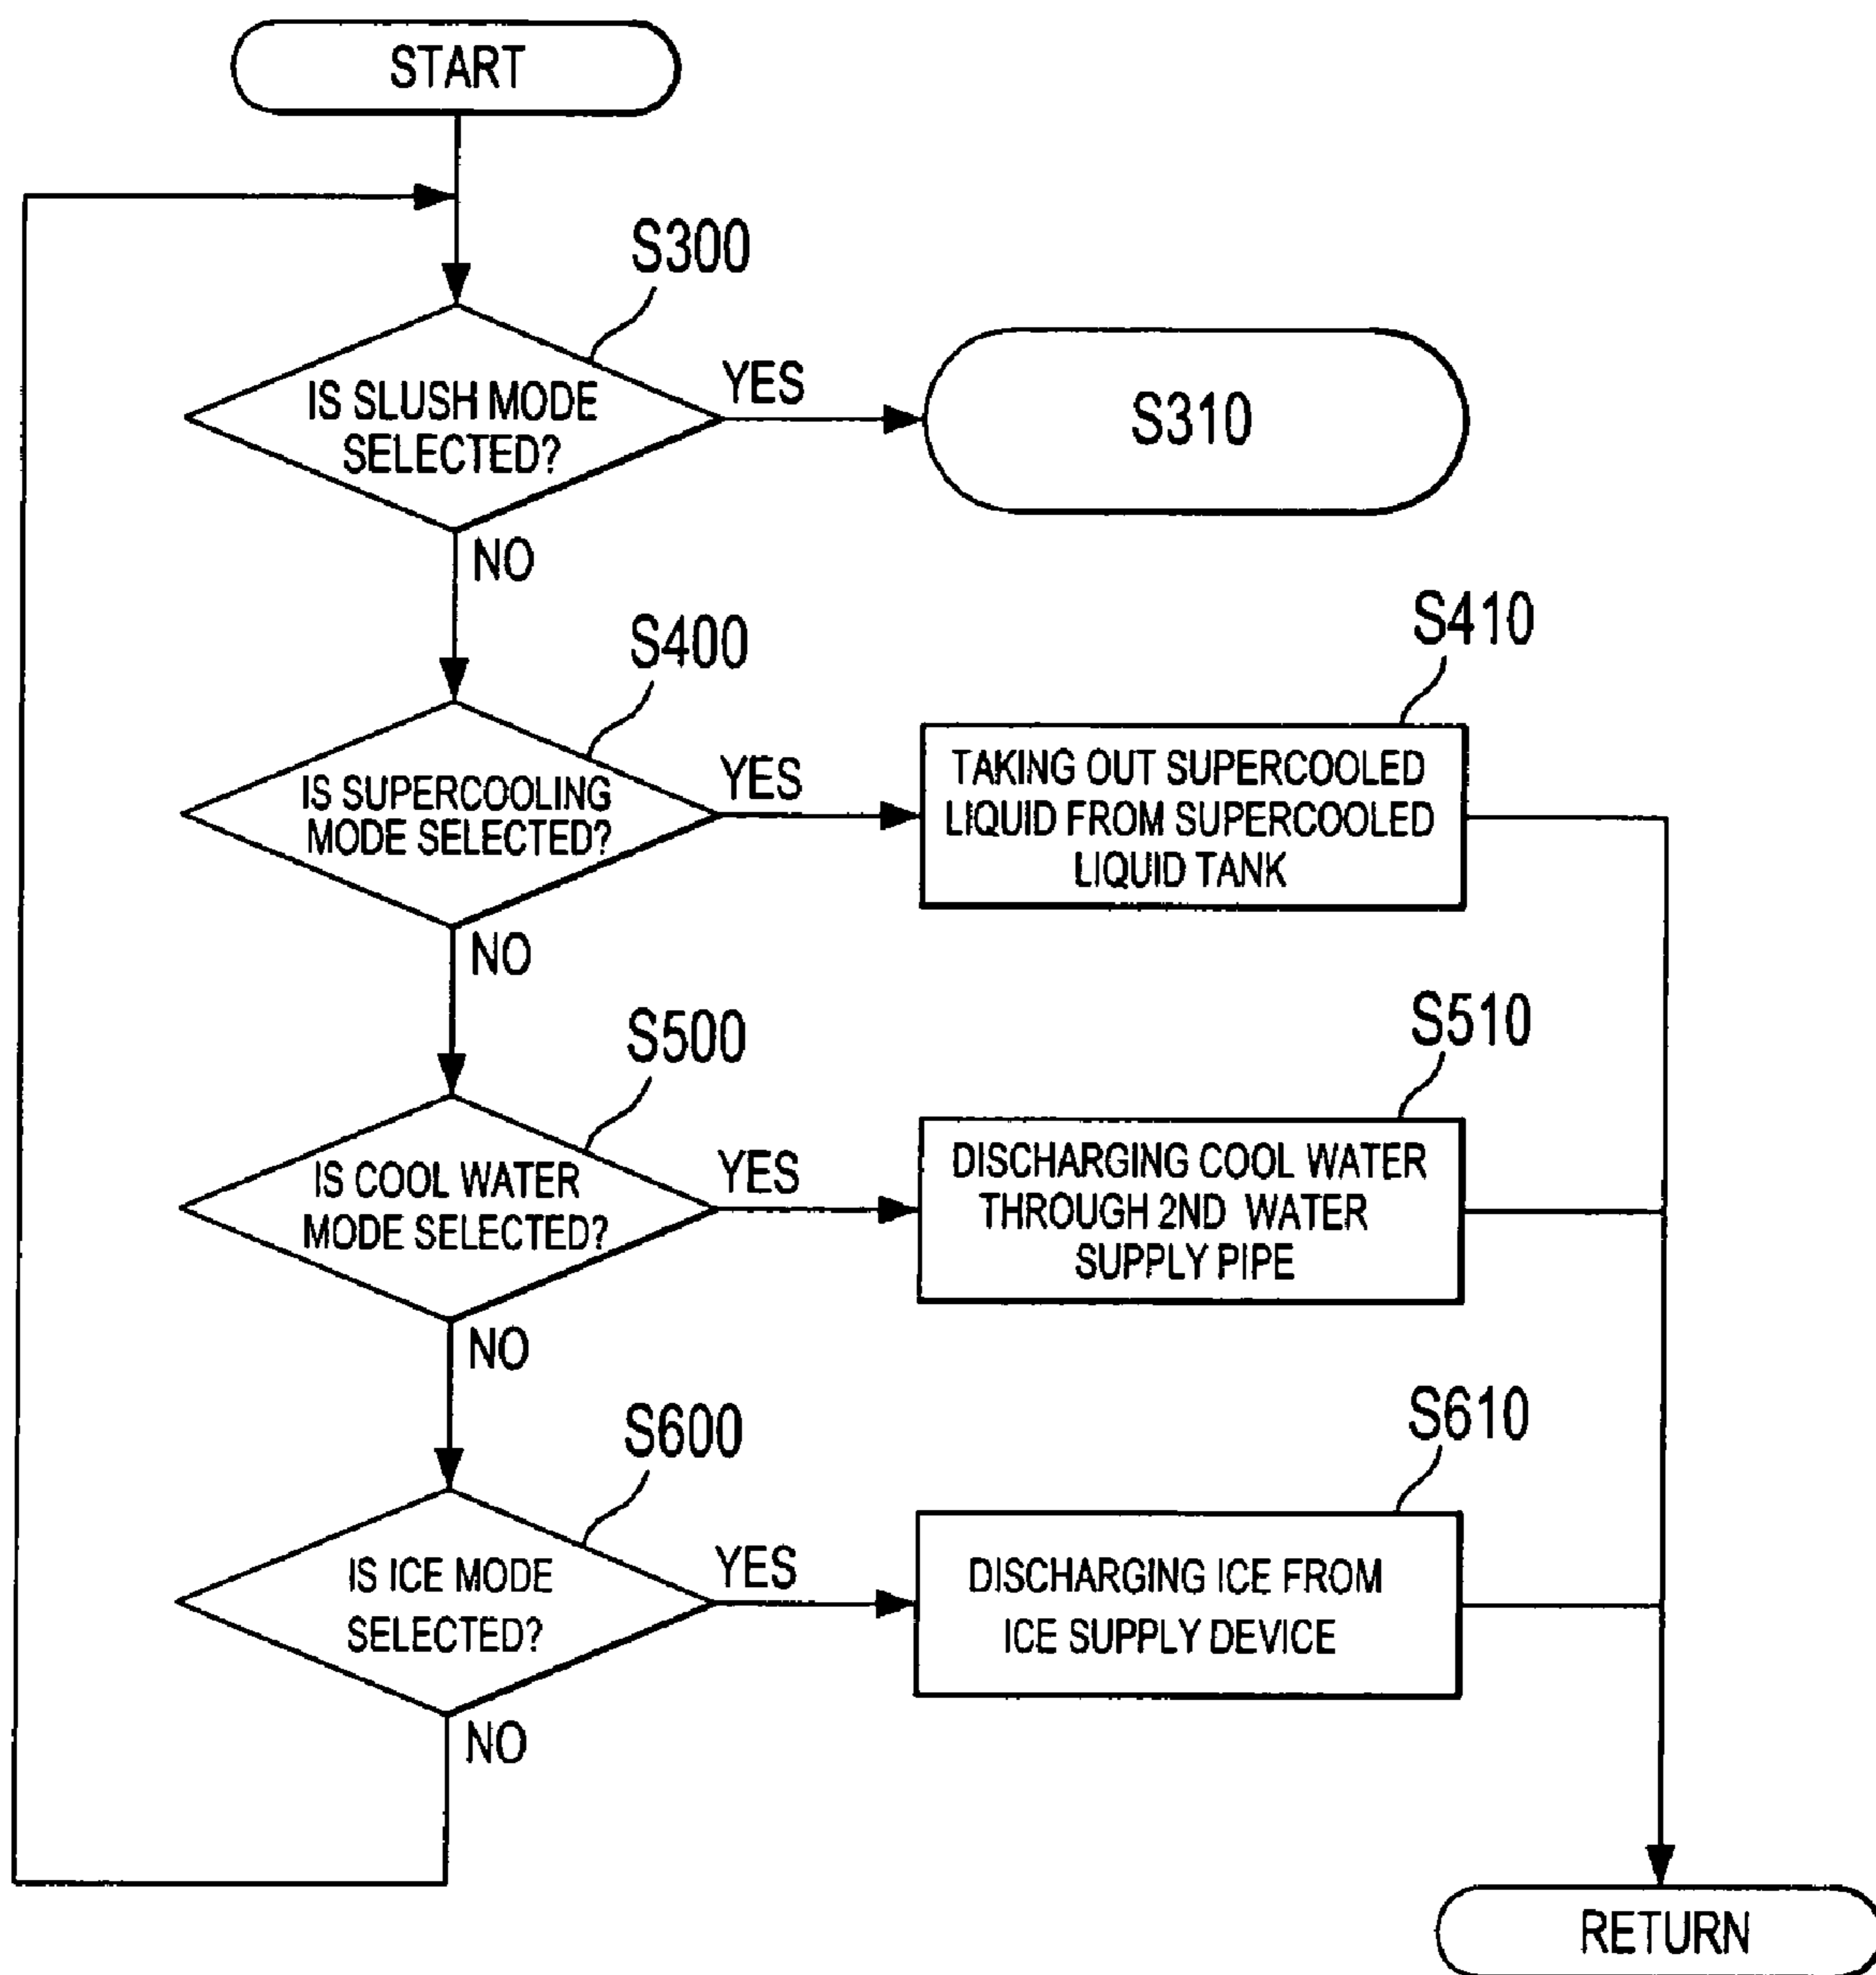 START
S300
IS SLUSH MODE
SELECTED?
YES
S310
NO
S400
IS SUPERCOOLING
MODE SELECTED?
YES
S410
TAKING OUT SUPERCOOLED
LIQUID FROM SUPERCOOLED
LIQUID TANK
NO
S500
IS COOL WATER
MODE SELECTED?
YES
S510
DISCHARGING COOL WATER
THROUGH 2ND WATER
SUPPLY PIPE
NO
S600
IS ICE MODE
SELECTED?
YES
S610
DISCHARGING ICE FROM
ICE SUPPLY DEVICE
NO
RETURN